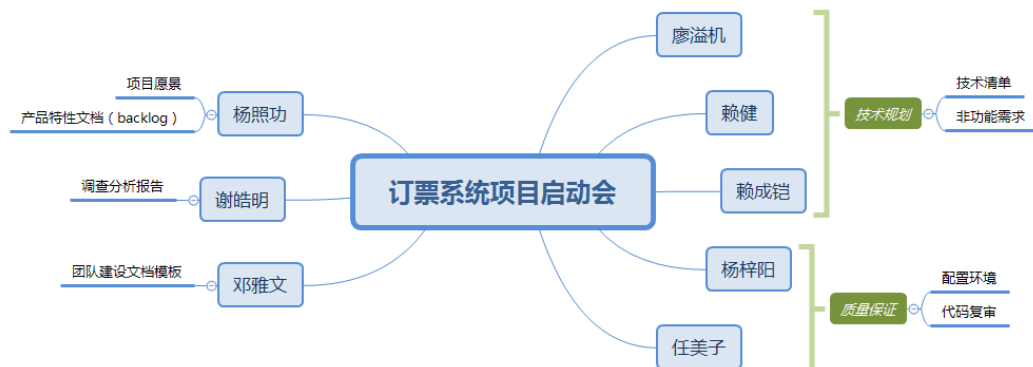 订票系统项目启动会
杨照功
项目愿景
产品特性文档（backlog）
谢皓明
调查分析报告
邓雅文
团队建设文档模板
廖溢机
赖健
赖成铠
技术规划
技术清单
非功能需求
杨梓阳
任美子
质量保证
配置环境
代码复审